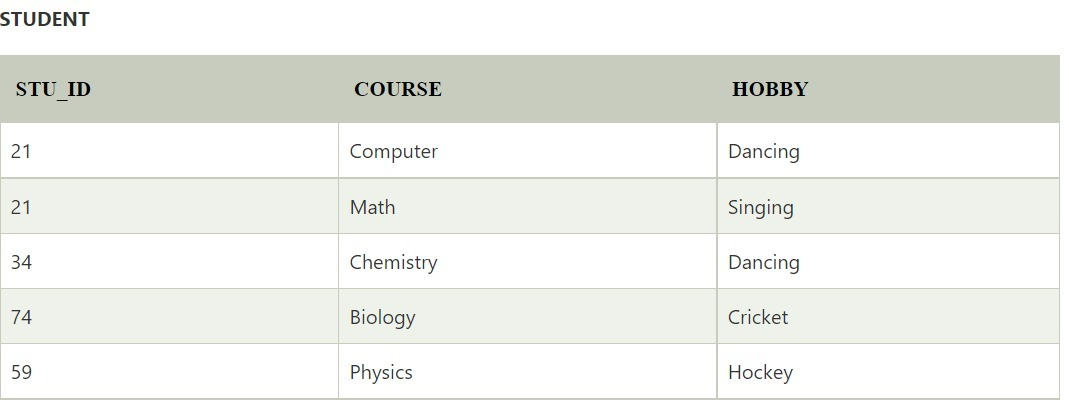 STUDENT
STU_ID COURSE HOBBY
21 Computer Dancing
21 Math Singing
34 Chemistry Dancing
74 Biology Cricket
59 Physics Hockey